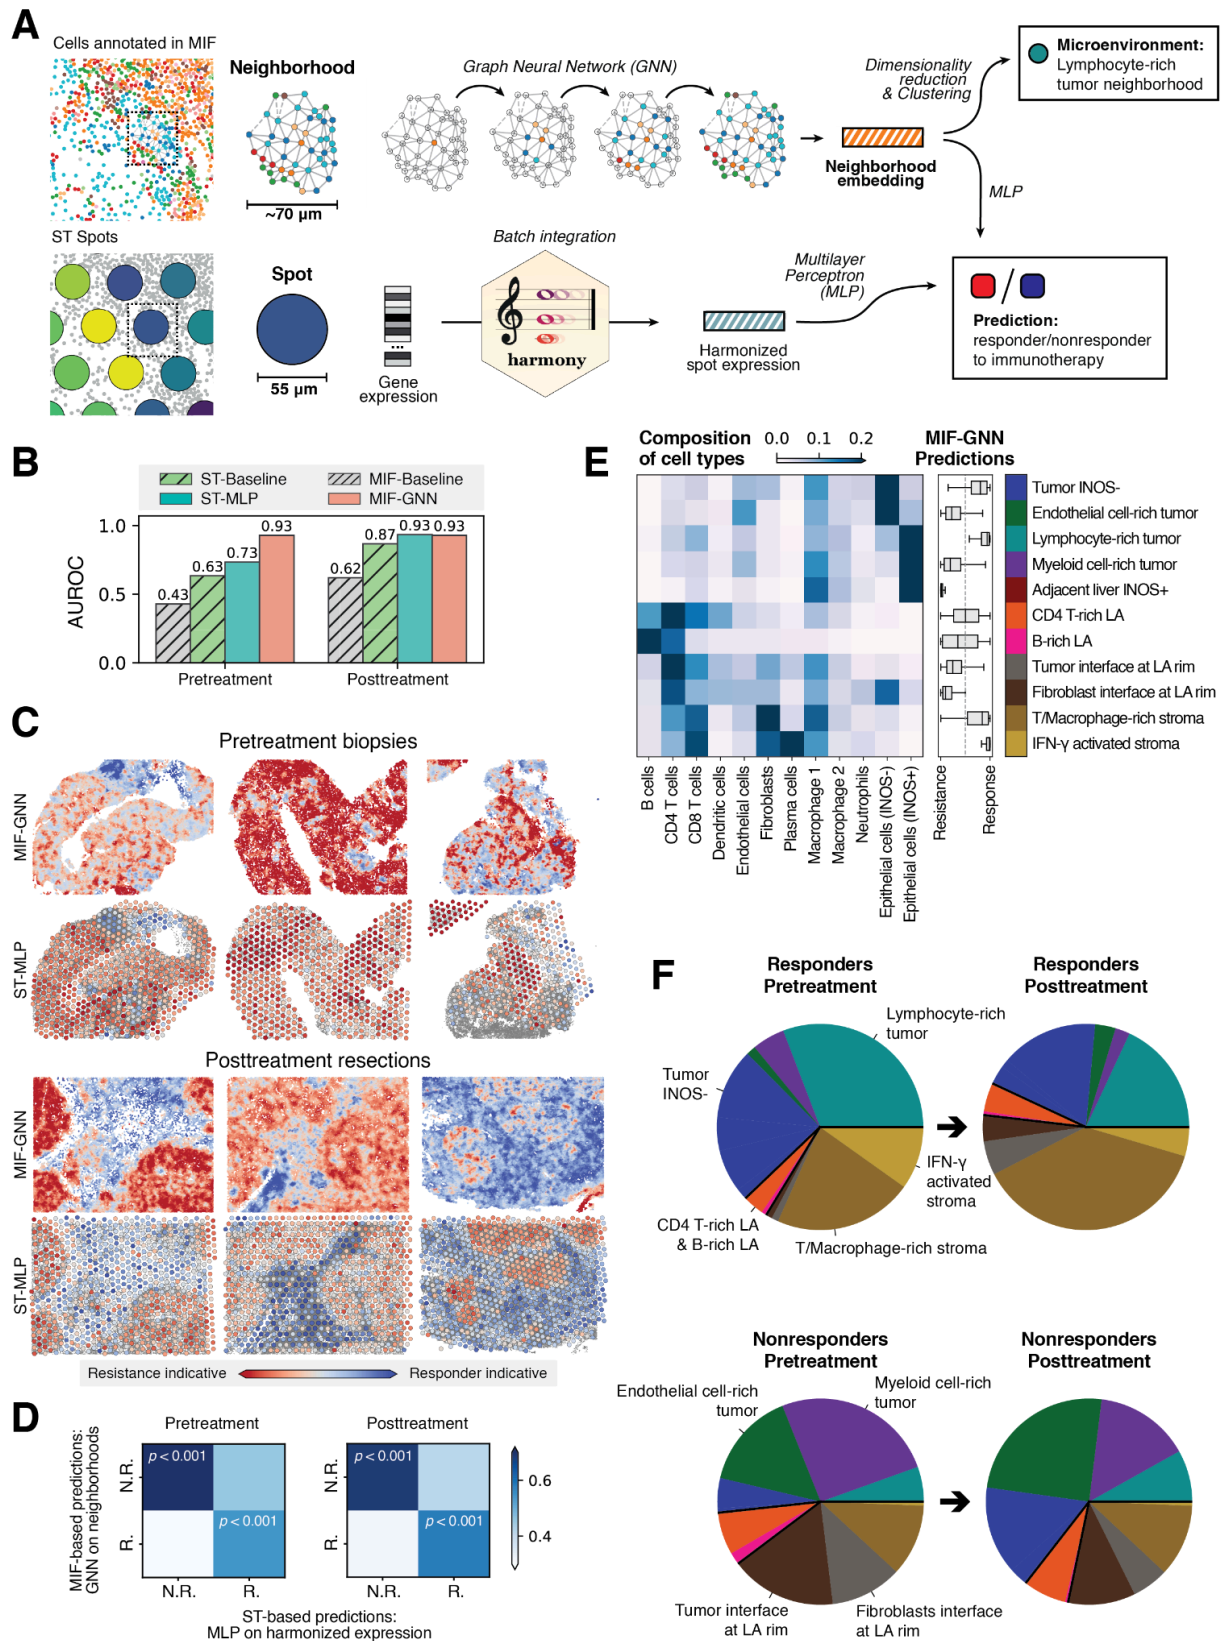 A
Cells annotated in MIF
Neighborhood
~70 µm
Graph Neural Network (GNN)
Dimensionality
reduction
& Clustering
Microenvironment:
Lymphocyte-rich
tumor neighborhood
Neighborhood
embedding
MLP
ST Spots
Spot
55 µm
...
Gene
expression
Batch integration
harmony
Harmonized
spot expression
Multilayer
Perceptron
(MLP)
/
Prediction:
responder/nonresponder
to immunotherapy
B
ST-Baseline
MIF-Baseline
ST-MLP
MIF-GNN
AUROC
1.0
0.5
0.0
0.43
0.63
0.73
0.93
0.62
0.87
0.93
0.93
Pretreatment
Posttreatment
C
Pretreatment biopsies
MIF-GNN
ST-MLP
Posttreatment resections
MIF-GNN
ST-MLP
Resistance indicative
Responder indicative
D
Pretreatment
Posttreatment
MIF-based predictions:
GNN on neighborhoods
N.R.
R.
p < 0.001
p < 0.001
N.R.
R.
N.R.
R.
p < 0.001
p < 0.001
N.R.
R.
0.6
0.4
ST-based predictions:
MLP on harmonized expression
E
Composition
of cell types
0.0
0.1
0.2
MIF-GNN
Predictions
Tumor INOS-
Endothelial cell-rich tumor
Lymphocyte-rich tumor
Myeloid cell-rich tumor
Adjacent liver INOS+
CD4 T-rich LA
B-rich LA
Tumor interface at LA rim
Fibroblast interface at LA rim
T/Macrophage-rich stroma
IFN-γ activated stroma
B cells
CD4 T cells
CD8 T cells
Dendritic cells
Endothelial cells
Fibroblasts
Plasma cells
Macrophage 1
Macrophage 2
Neutrophils
Ephithelial cells (INOS-)
Epithelial cells (INOS+)
Resistance
Response
F
Responders
Pretreatment
Responders
Posttreatment
Lymphocyte-rich
tumor
Tumor
INOS-
IFN-γ
activated
stroma
CD4 T-rich LA
& B-rich LA
T/Macrophage-rich stroma
Nonresponders
Pretreatment
Nonresponders
Posttreatment
Endothelial cell-rich
tumor
Myeloid cell-rich
tumor
Tumor interface
at LA rim
Fibroblasts interface
at LA rim